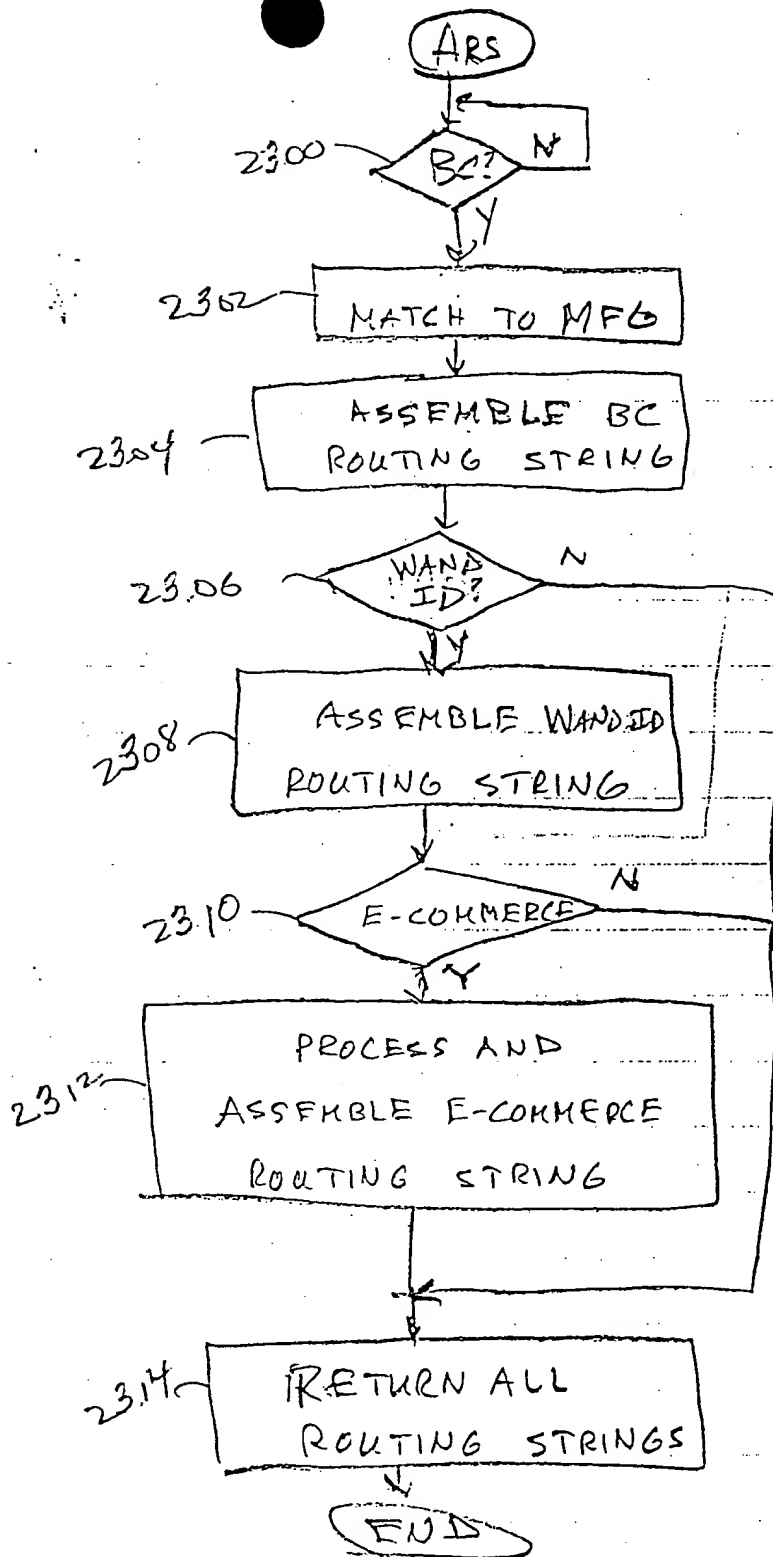 ARS
2300
BC?
N
Y
2302
MATCH TO MFG
2304
ASSEMBLE BC
ROUTING STRING
2306
WAND
ID?
N
Y
2308
ASSEMBLE WAND ID
ROUTING STRING
2310
E-COMMERCE
N
Y
2312
PROCESS AND
ASSEMBLE E-COMMERCE
ROUTING STRING
2314
RETURN ALL
ROUTING STRINGS
END